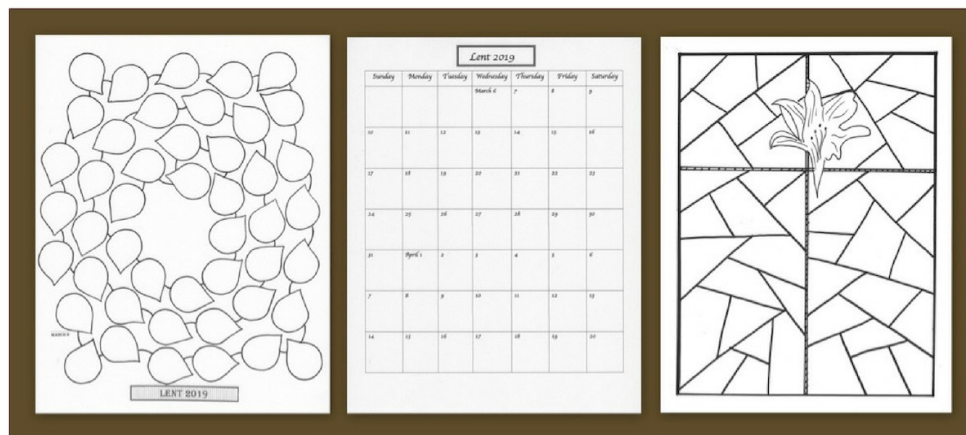 MARCH 6
LENT 2019
Lent 2019
Sunday Monday Tuesday Wednesday Thursday Friday Saturday
March 6 7 8 9
10 11 12 13 14 15 16
17 18 19 20 21 22 23
24 25 26 27 28 29 30
31 April 1 2 3 4 5 6
7 8 9 10 11 12 13
14 15 16 17 18 19 20